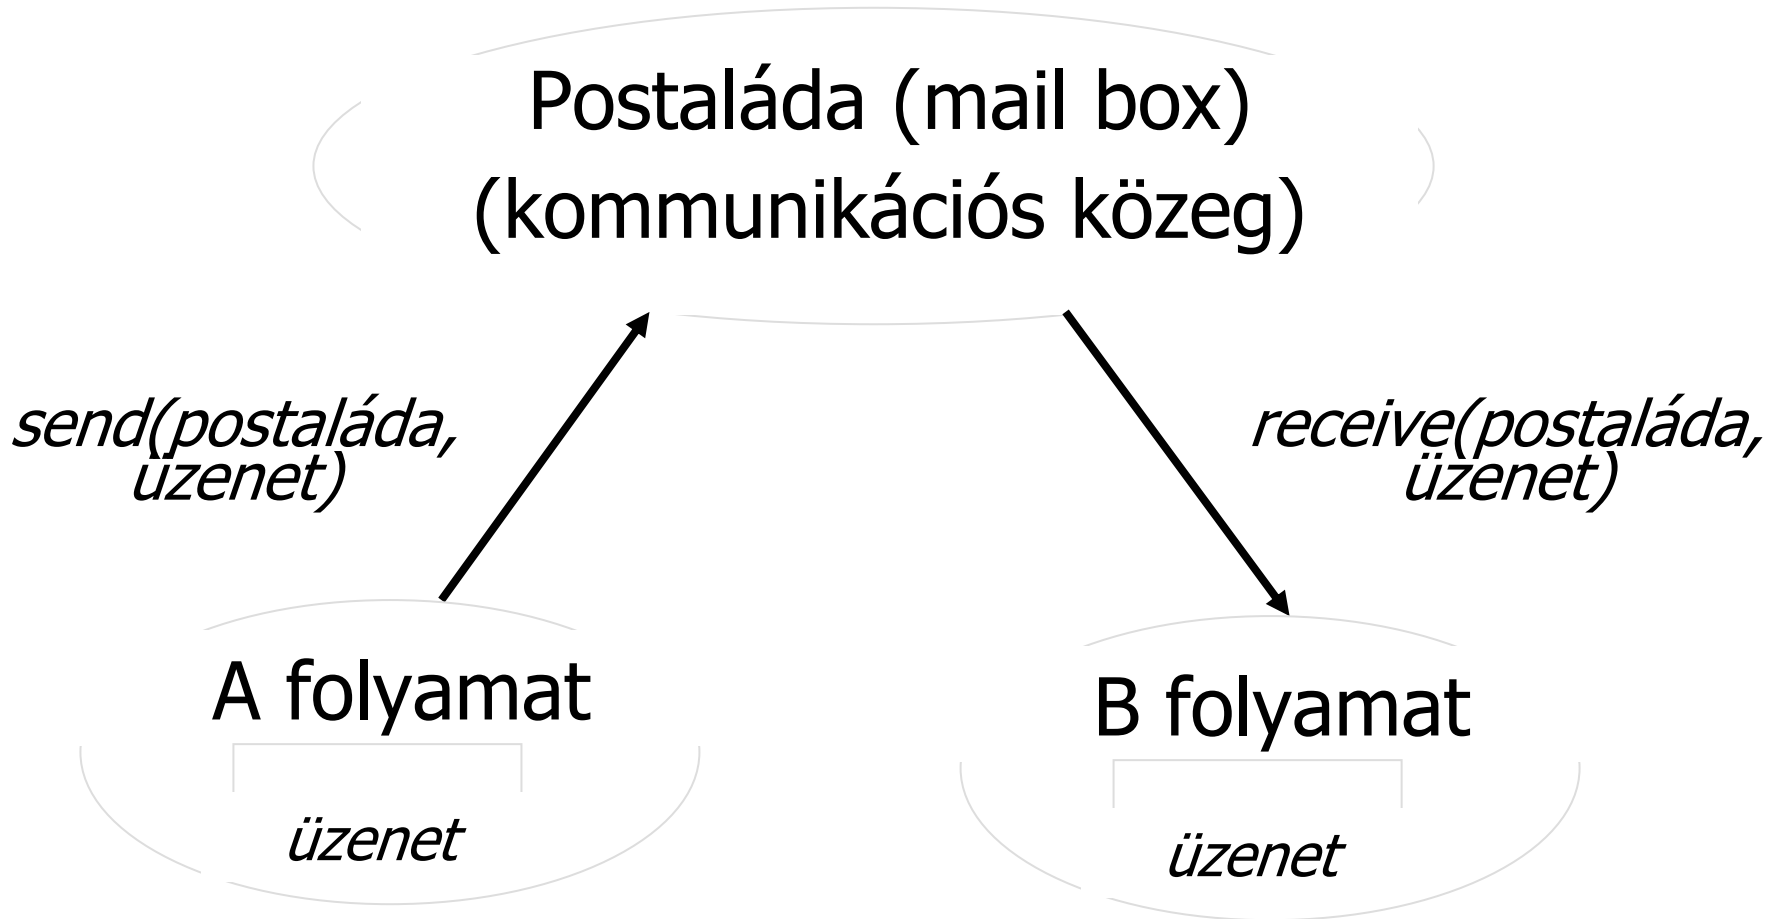 Postaláda (mail box)
(kommunikációs közeg)
send(postaláda,
üzenet)
receive(postaláda,
üzenet)
A folyamat
üzenet
B folyamat
üzenet